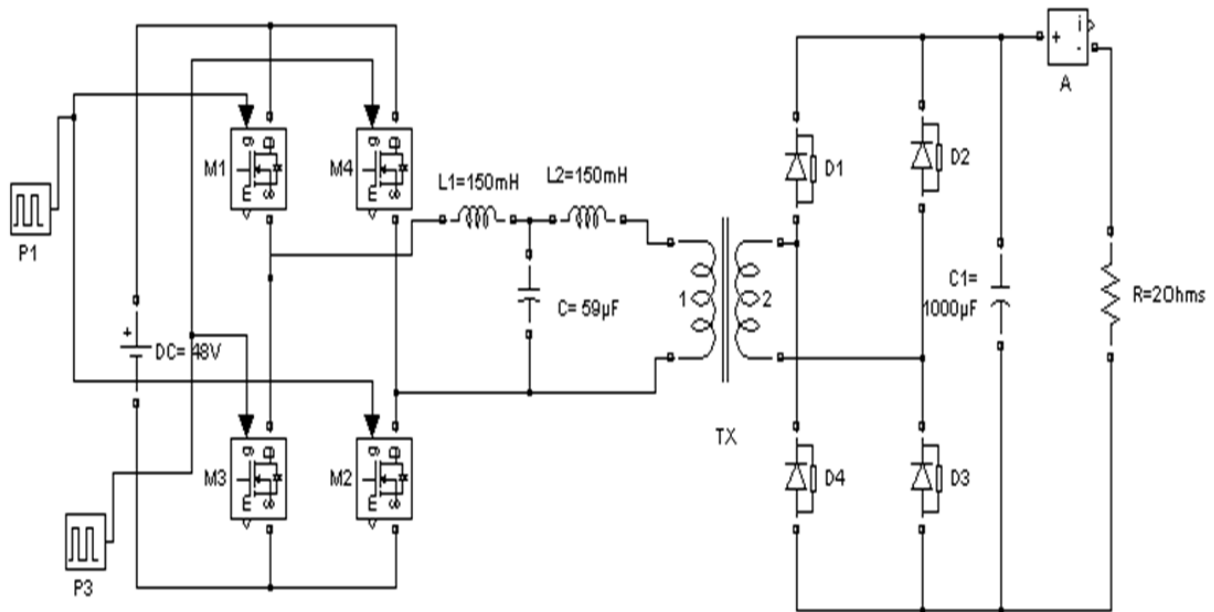 i
+
-
A
g
D
M1
m
S
g
D
M4
m
S
L1=150mH
L2=150mH
D1
D2
P1
1
2
C= 59µF
C1=
1000µF
R=2Ohms
+
DC= 48V
TX
g
D
M3
m
S
g
D
M2
m
S
D4
D3
P3